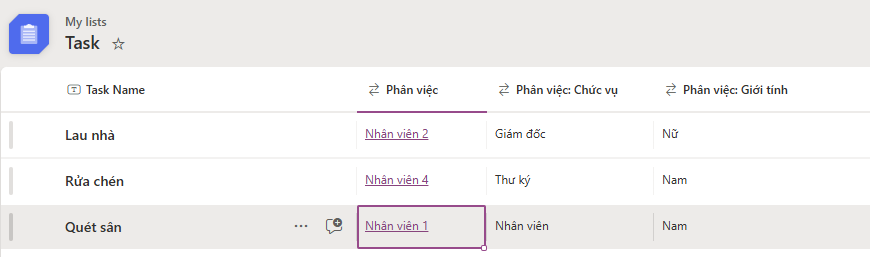 My lists
Task
Task Name Phân việc Phân việc: Chức vụ Phân việc: Giới tính
Lau nhà Nhân viên 2 Giám đốc Nữ
Rửa chén Nhân viên 4 Thư ký Nam
Quét sân Nhân viên 1 Nhân viên Nam